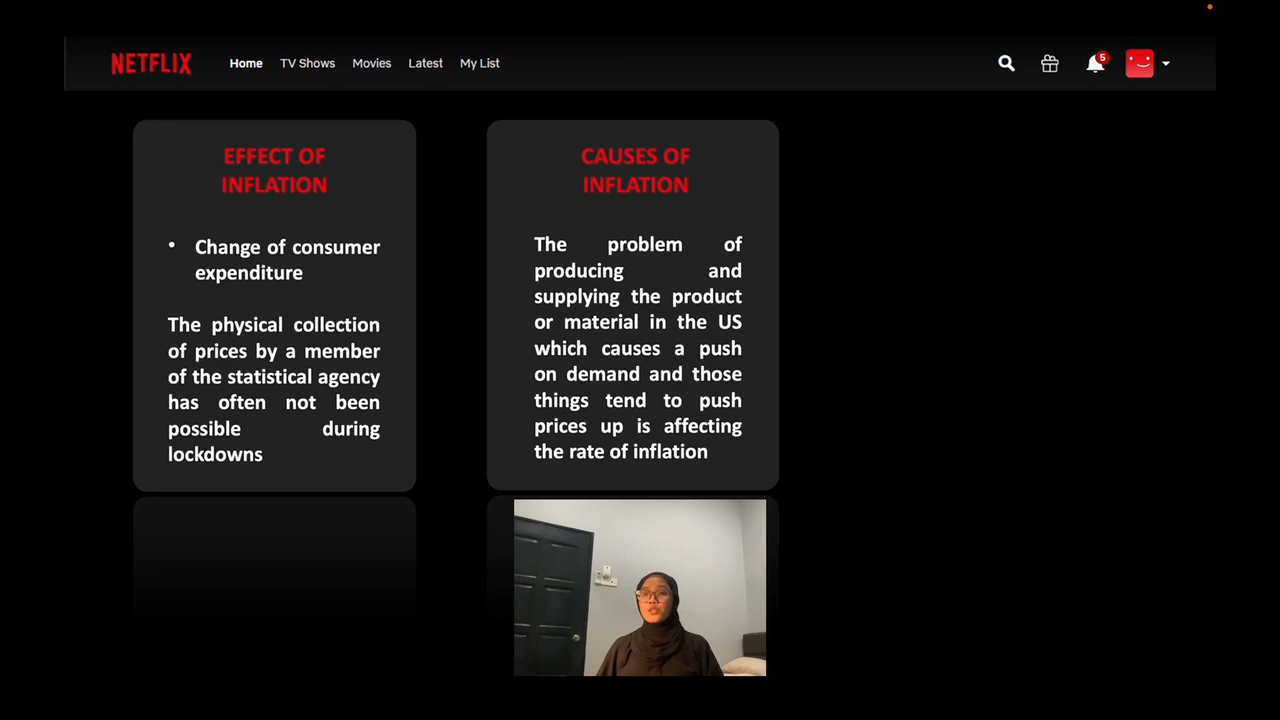 NETFLIX Home TV Shows Movies Latest My List 5
EFFECT OF
INFLATION
• Change of consumer
expenditure
The physical collection
of prices by a member
of the statistical agency
has often not been
possible during
lockdowns
CAUSES OF
INFLATION
The problem of
producing and
supplying the product
or material in the US
which causes a push
on demand and those
things tend to push
prices up is affecting
the rate of inflation